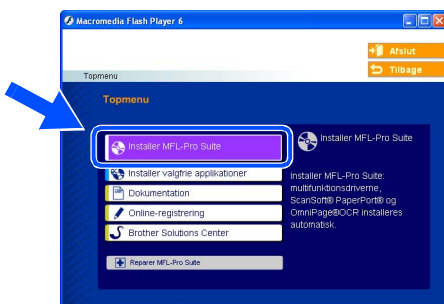 Macromedia Flash Player 6
Afslut
Tilbage
Topmenu
Topmenu
Installer MFL-Pro Suite
Installer valgfrie applikationer
Dokumentation
Online-registrering
Brother Solutions Center
Reparer MFL-Pro Suite
Installer MFL-Pro Suite
Installer MFL-Pro Suite:
multifunktionsdriverne,
ScanSoft® PaperPort® og
OmniPage®OCR installeres
automatisk.